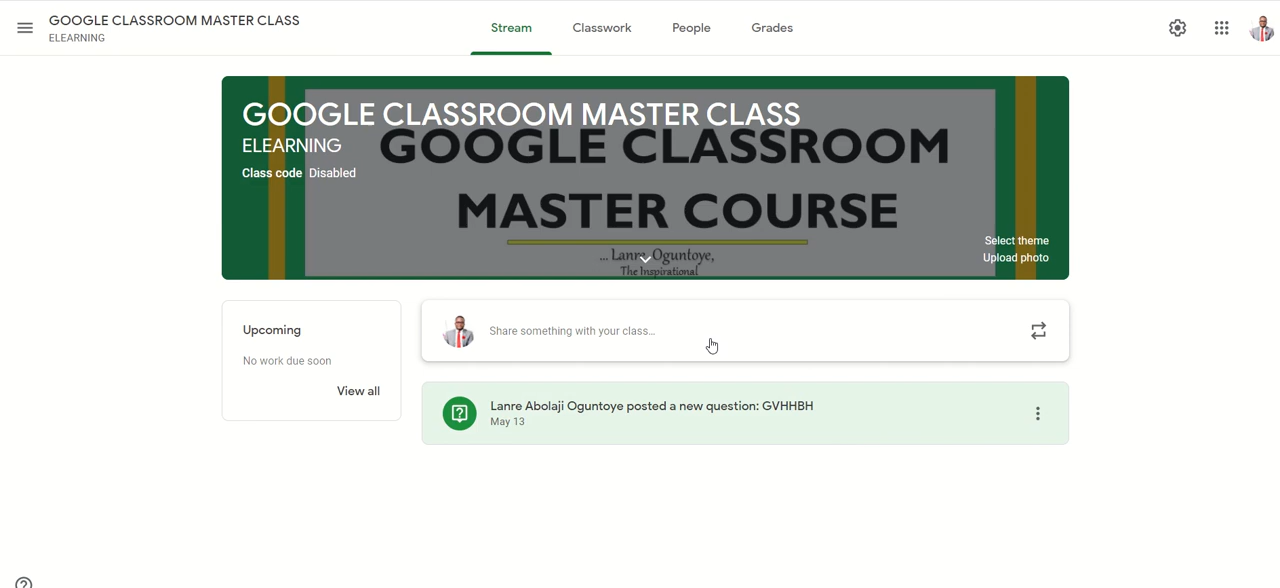 GOOGLE CLASSROOM MASTER CLASS
ELEARNING
Stream
Classwork
People
Grades
GOOGLE CLASSROOM MASTER CLASS
ELEARNING
Class code Disabled
GOOGLE CLASSROOM
MASTER COURSE
... Lanre Oguntoye,
The Inspirational
Select theme
Upload photo
Upcoming
No work due soon
View all
Share something with your class...
Lanre Abolaji Oguntoye posted a new question: GVHHBH
May 13